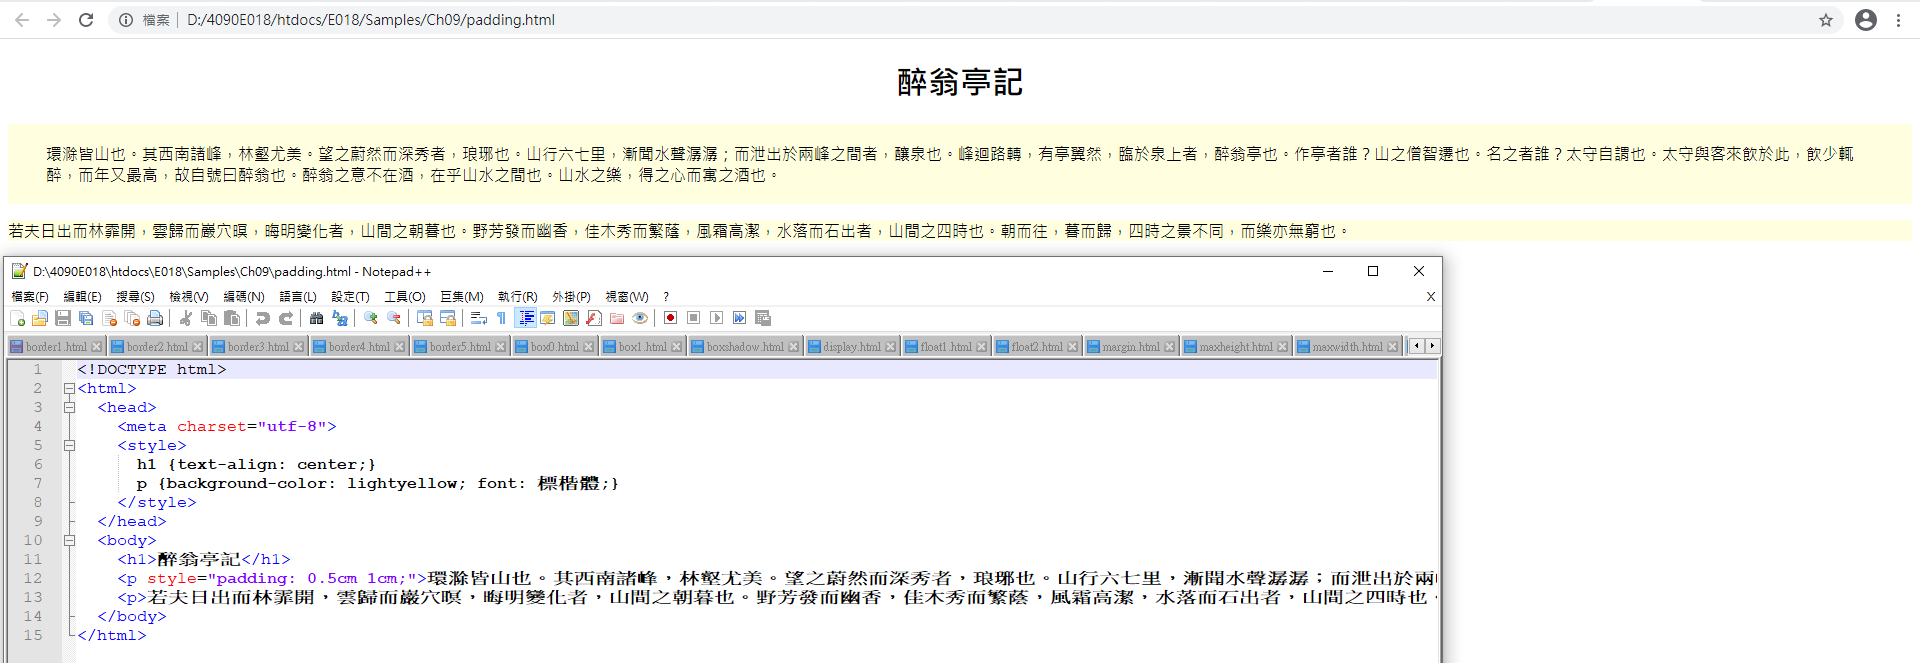 檔案 D:/4090E018/htdocs/E018/Samples/Ch09/padding.html
醉翁亭記
環滁皆山也。其西南諸峰，林壑尤美。望之蔚然而深秀者，琅琊也。山行六七里，漸聞水聲潺潺；而泄出於兩峰之間者，釀泉也。峰迴路轉，有亭翼然，臨於泉上者，醉翁亭也。作亭者誰？山之僧智遷也。名之者誰？太守自謂也。太守與客來飲於此，飲少輒
醉，而年又最高，故自號曰醉翁也。醉翁之意不在酒，在乎山水之間也。山水之樂，得之心而寓之酒也。
若夫日出而林霏開，雲歸而巖穴暝，晦明變化者，山間之朝暮也。野芳發而幽香，佳木秀而繁蔭，風霜高潔，水落而石出者，山間之四時也。朝而往，暮而歸，四時之景不同，而樂亦無窮也。
D:\4090E018\htdocs\E018\Samples\Ch09\padding.html - Notepad++
檔案(F) 編輯(E) 搜尋(S) 檢視(V) 編碼(N) 語言(L) 設定(T) 工具(O) 巨集(M) 執行(R) 外掛(P) 視窗(W) ? X
border1.html border2.html border3.html border4.html border5.html box0.html box1.html boxshadow.html display.html float1.html float2.html margin.html maxheight.html maxwidth.html
1 <!DOCTYPE html>
2 <html>
3 <head>
4 <meta charset="utf-8">
5 <style>
6 h1 {text-align: center;}
7 p {background-color: lightyellow; font: 標楷體;}
8 </style>
9 </head>
10 <body>
11 <h1>醉翁亭記</h1>
12 <p style="padding: 0.5cm 1cm;">環滁皆山也。其西南諸峰，林壑尤美。望之蔚然而深秀者，琅琊也。山行六七里，漸聞水聲潺潺；而泄出於兩
13 <p>若夫日出而林霏開，雲歸而巖穴暝，晦明變化者，山間之朝暮也。野芳發而幽香，佳木秀而繁蔭，風霜高潔，水落而石出者，山間之四時也。
14 </body>
15 </html>